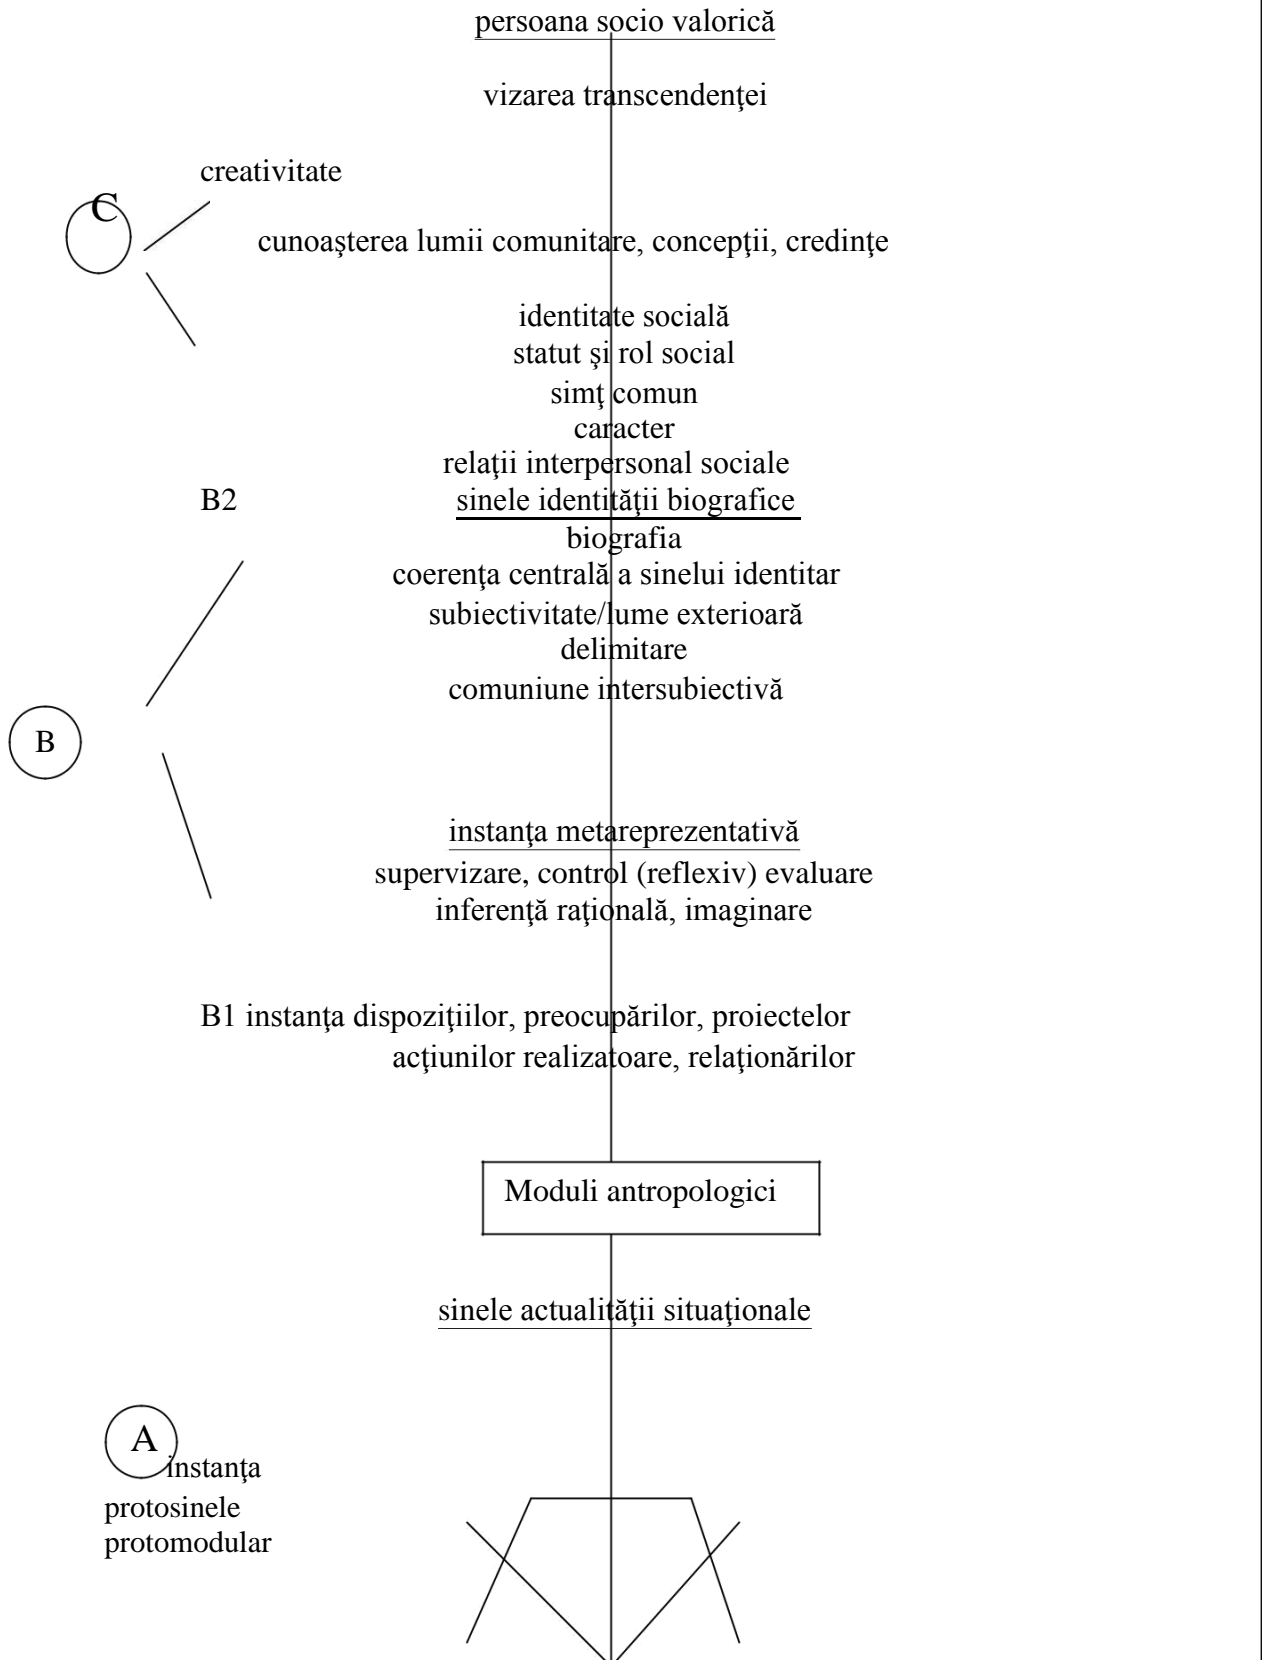 persoana socio valorică
vizarea transcendenţei
creativitate
C
cunoaşterea lumii comunitare, concepţii, credinţe
identitate socială
statut şi rol social
simţ comun
caracter
relaţii interpersonal sociale
B2 sinele identităţii biografice
biografia
coerenţa centrală a sinelui identitar
subiectivitate/lume exterioară
delimitare
comuniune intersubiectivă
B
instanţa metareprezentativă
supervizare, control (reflexiv) evaluare
inferenţă raţională, imaginare
B1 instanţa dispoziţiilor, preocupărilor, proiectelor
acţiunilor realizatoare, relaţionărilor
Moduli antropologici
sinele actualităţii situaţionale
A
instanţa
protosinele
protomodular